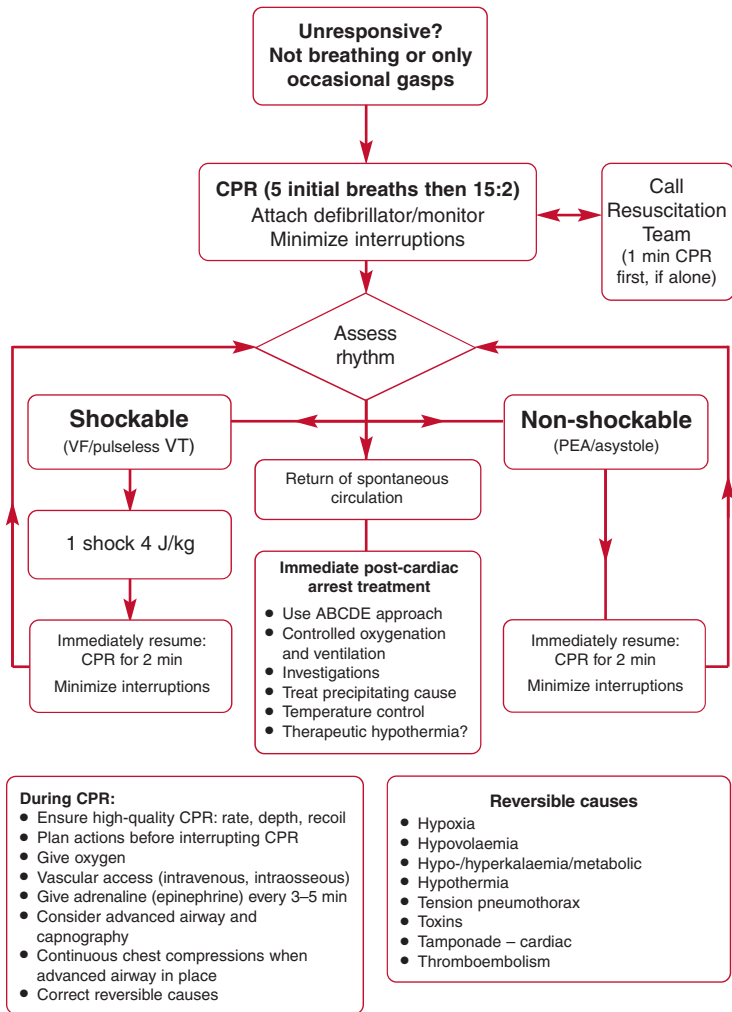 Unresponsive?
Not breathing or only
occasional gasps
CPR (5 initial breaths then 15:2)
Attach defibrillator/monitor
Minimize interruptions
Call
Resuscitation
Team
(1 min CPR
first, if alone)
Assess
rhythm
Shockable
(VF/pulseless VT)
Non-shockable
(PEA/asystole)
Return of spontaneous
circulation
1 shock 4 J/kg
Immediate post-cardiac
arrest treatment
● Use ABCDE approach
● Controlled oxygenation
and ventilation
● Investigations
● Treat precipitating cause
● Temperature control
● Therapeutic hypothermia?
Immediately resume:
CPR for 2 min
Minimize interruptions
Immediately resume:
CPR for 2 min
Minimize interruptions
During CPR:
● Ensure high-quality CPR: rate, depth, recoil
● Plan actions before interrupting CPR
● Give oxygen
● Vascular access (intravenous, intraosseous)
● Give adrenaline (epinephrine) every 3–5 min
● Consider advanced airway and
capnography
● Continuous chest compressions when
advanced airway in place
● Correct reversible causes
Reversible causes
● Hypoxia
● Hypovolaemia
● Hypo-/hyperkalaemia/metabolic
● Hypothermia
● Tension pneumothorax
● Toxins
● Tamponade – cardiac
● Thromboembolism